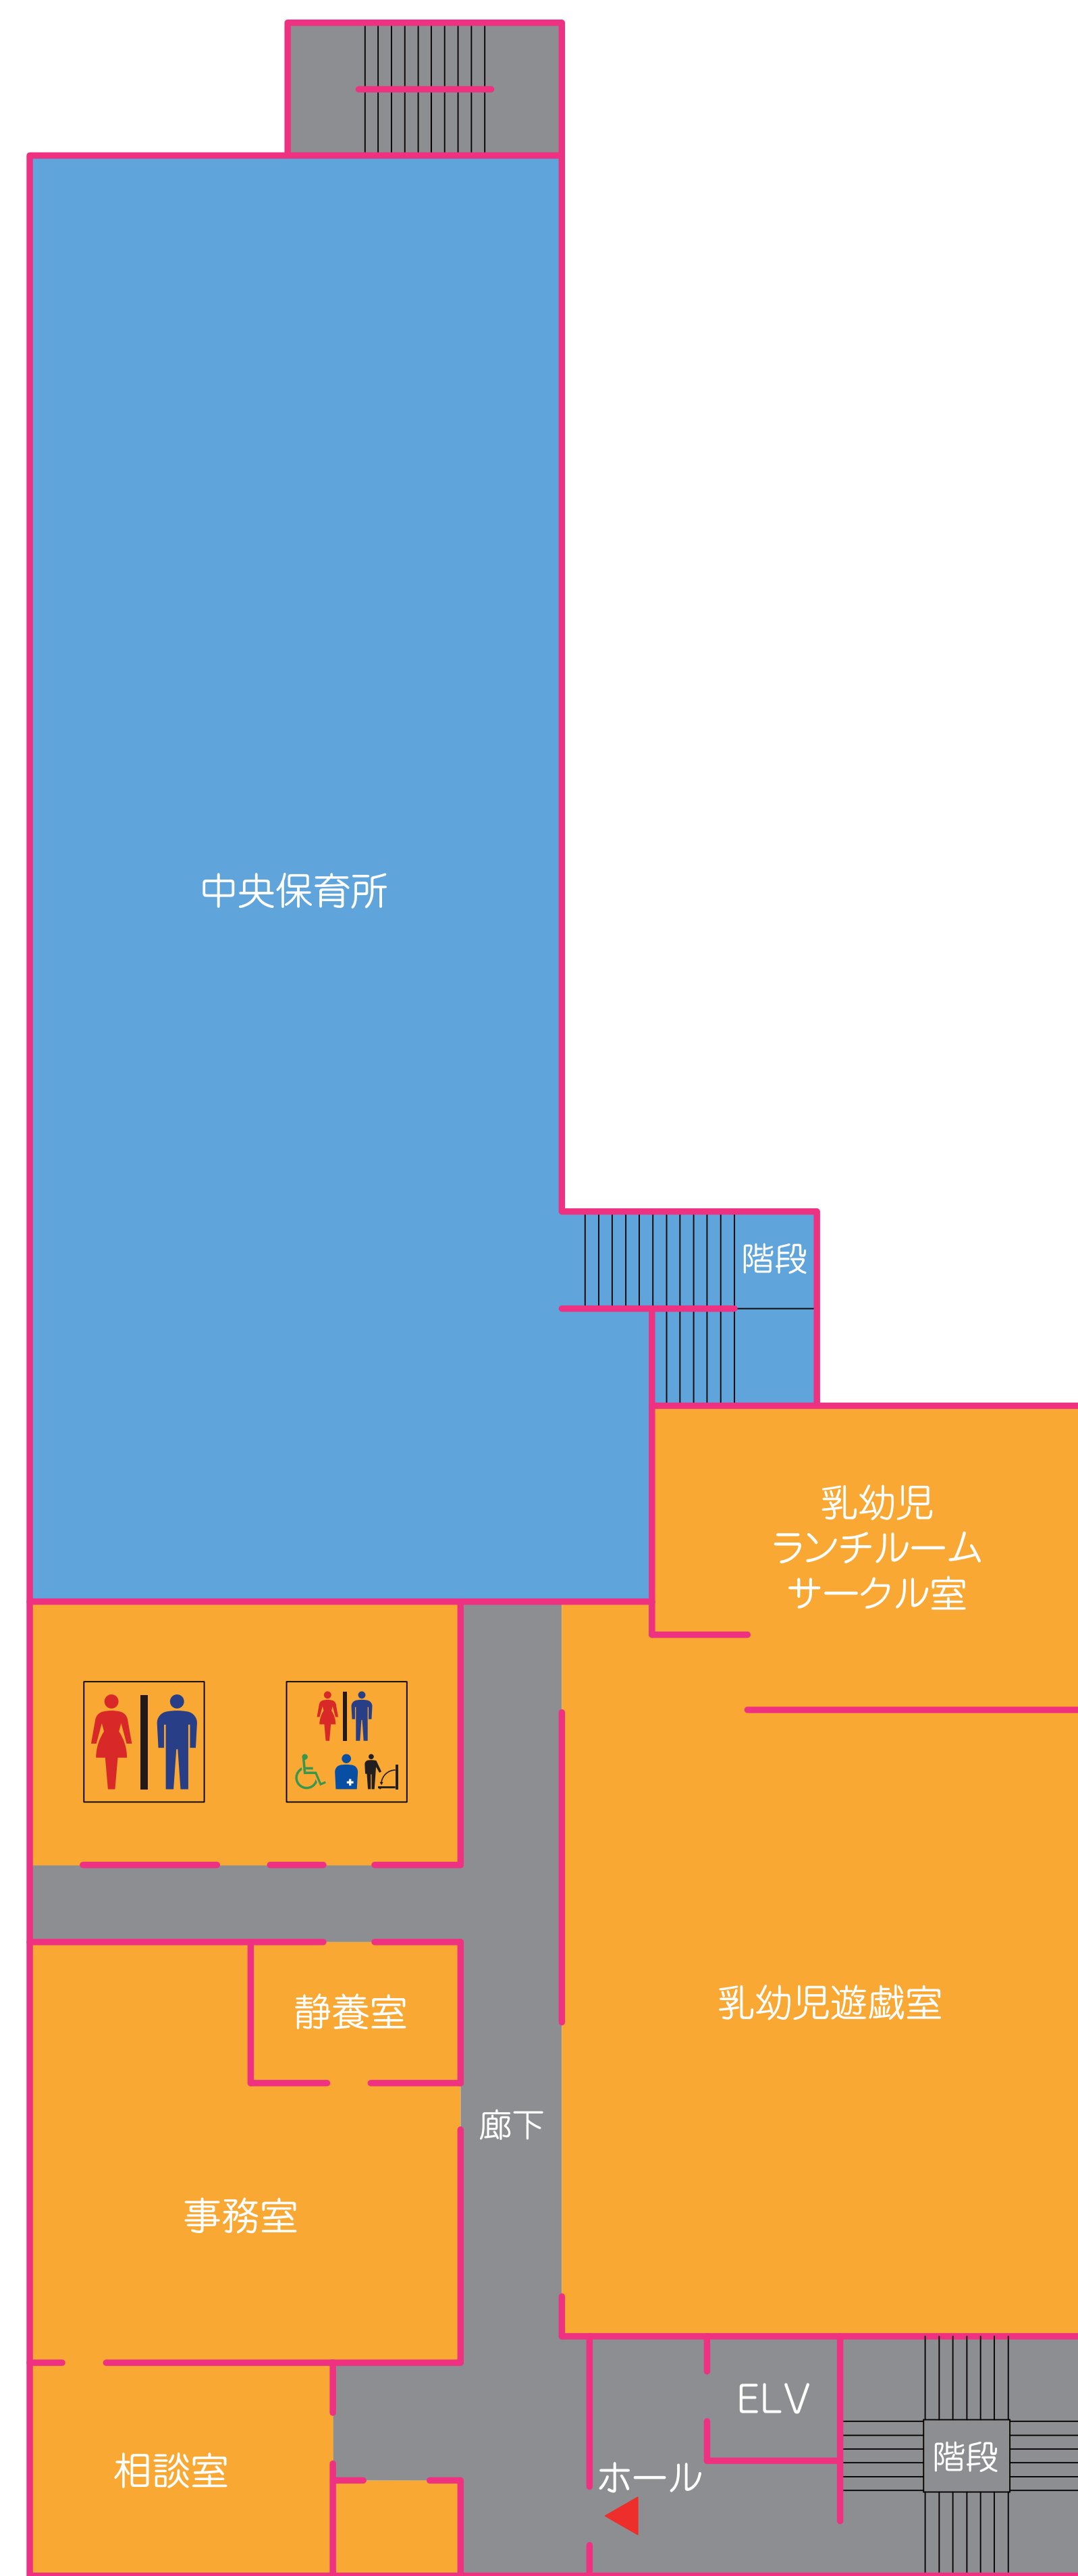 中央保育所
階段
乳幼児
ランチルーム
サークル室
静養室
乳幼児遊戯室
廊下
事務室
ELV
階段
相談室
ホール